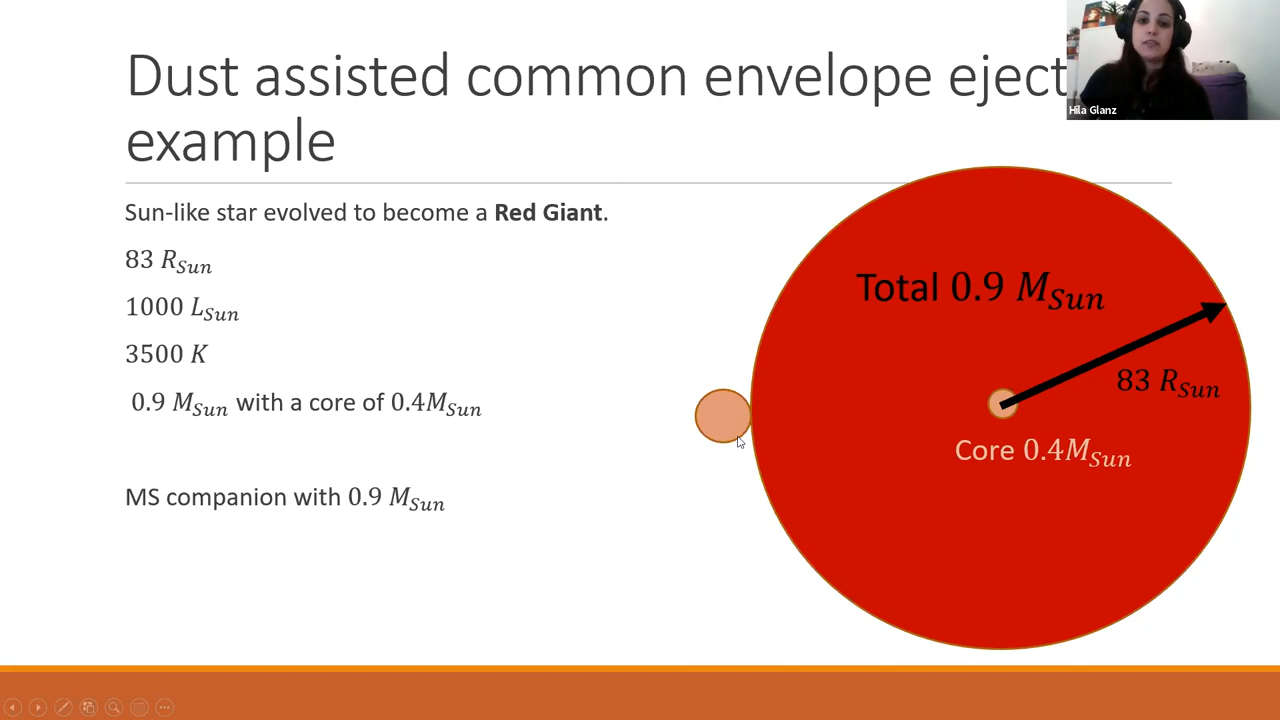 Dust assisted common envelope eject
example
Hila Glanz
Sun-like star evolved to become a Red Giant.
83 R_Sun
1000 L_Sun
3500 K
0.9 M_Sun with a core of 0.4M_Sun
MS companion with 0.9 M_Sun
Total 0.9 M_Sun
83 R_Sun
Core 0.4M_Sun